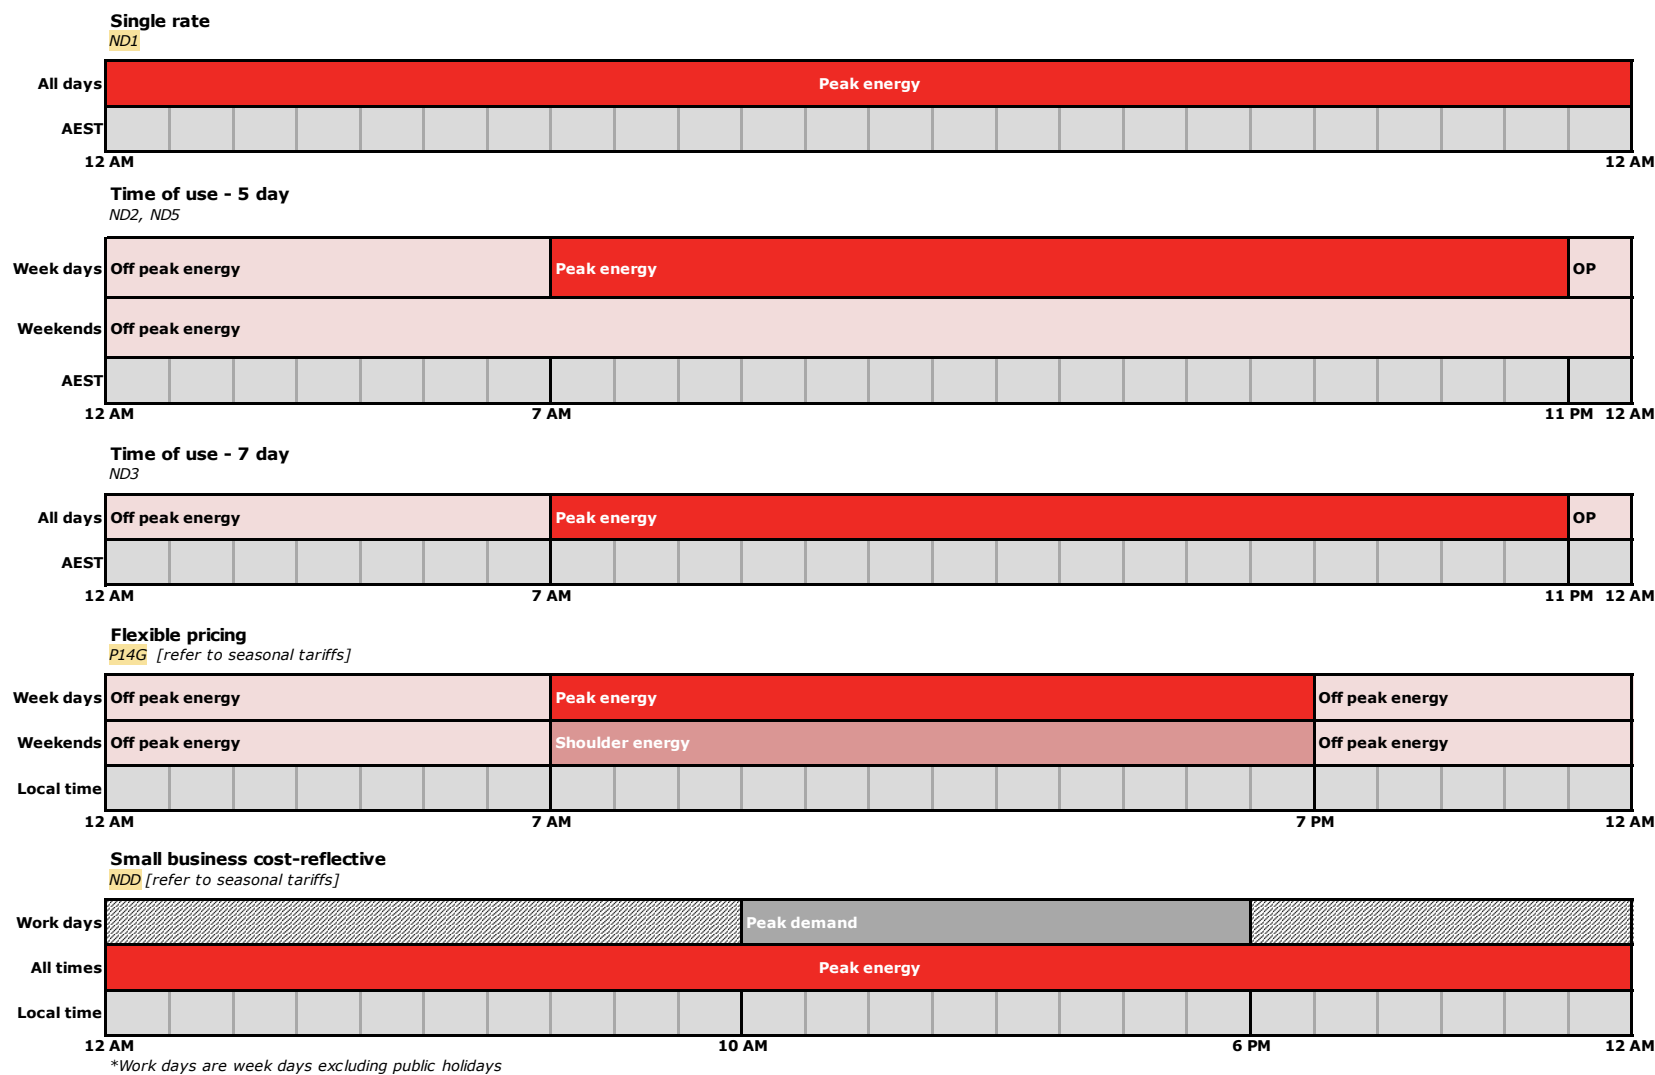 Single rate
ND1
All days Peak energy
AEST
12 AM 12 AM
Time of use - 5 day
ND2, ND5
Week days Off peak energy Peak energy OP
Weekends Off peak energy
AEST
12 AM 7 AM 11 PM 12 AM
Time of use - 7 day
ND3
All days Off peak energy Peak energy OP
AEST
12 AM 7 AM 11 PM 12 AM
Flexible pricing
P14G [refer to seasonal tariffs]
Week days Off peak energy Peak energy Off peak energy
Weekends Off peak energy Shoulder energy Off peak energy
Local time
12 AM 7 AM 7 PM 12 AM
Small business cost-reflective
NDD [refer to seasonal tariffs]
Work days Peak demand
All times Peak energy
Local time
12 AM 10 AM 6 PM 12 AM
*Work days are week days excluding public holidays